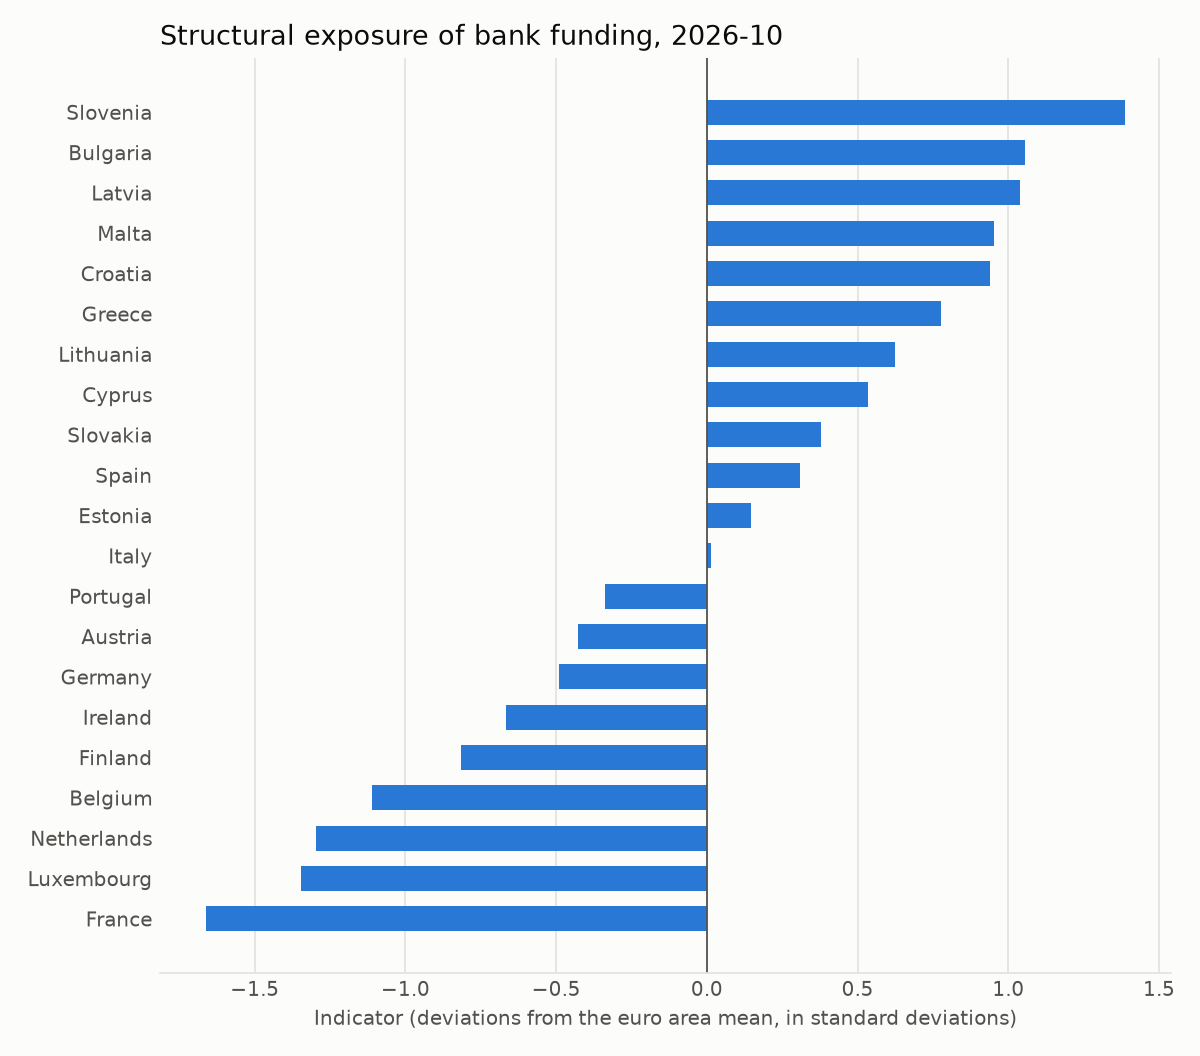 Structural exposure of bank funding, 2026-10
Slovenia
Bulgaria
Latvia
Malta
Croatia
Greece
Lithuania
Cyprus
Slovakia
Spain
Estonia
Italy
Portugal
Austria
Germany
Ireland
Finland
Belgium
Netherlands
Luxembourg
France
−1.5 −1.0 −0.5 0.0 0.5 1.0 1.5
Indicator (deviations from the euro area mean, in standard deviations)